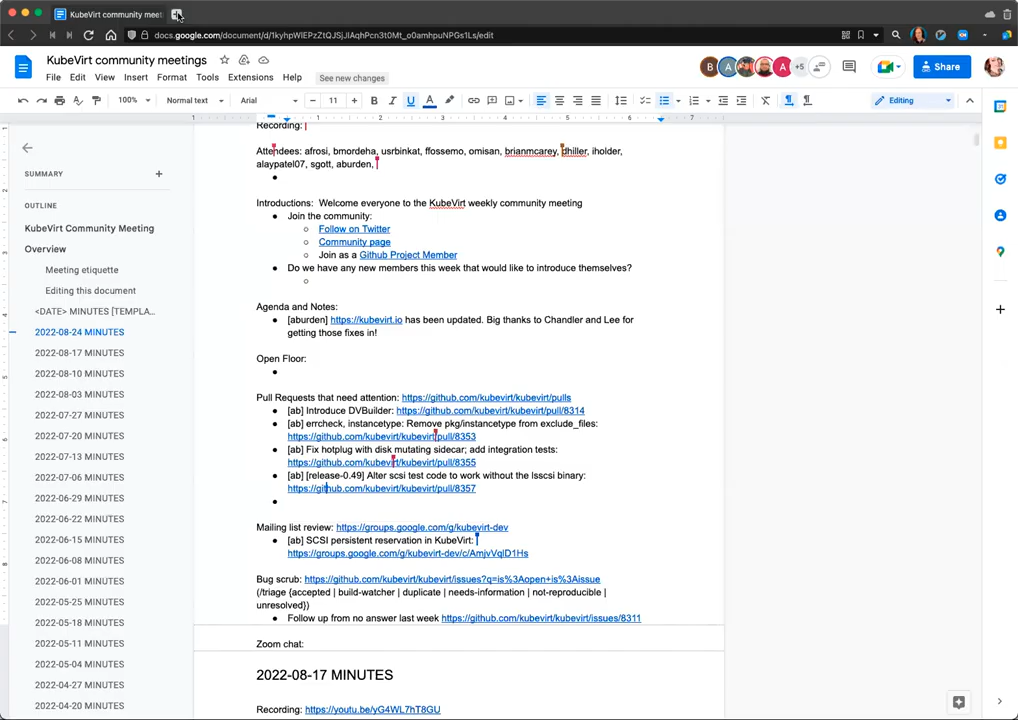 KubeVirt community meet
docs.google.com/document/d/1kyhpWIEPzZtQJSjJIAqhPcn3t0Mt_o0amhpuNPGs1Ls/edit
KubeVirt community meetings
Share
File Edit View Insert Format Tools Extensions Help See new changes
B A A +5
100% Normal text Arial 11 B I U A Editing
1 1 2 3 4 5 6 7
Recording:
Attendees: afrosi, bmordeha, usrbinkat, ffossemo, omisan, brianmcarey, dhiller, iholder,
alaypatel07, sgott, aburden,
SUMMARY
OUTLINE
KubeVirt Community Meeting
Overview
Meeting etiquette
Editing this document
<DATE> MINUTES [TEMPLA...
2022-08-24 MINUTES
2022-08-17 MINUTES
2022-08-10 MINUTES
2022-08-03 MINUTES
2022-07-27 MINUTES
2022-07-20 MINUTES
2022-07-13 MINUTES
2022-07-06 MINUTES
2022-06-29 MINUTES
2022-06-22 MINUTES
2022-06-15 MINUTES
2022-06-08 MINUTES
2022-06-01 MINUTES
2022-05-25 MINUTES
2022-05-18 MINUTES
2022-05-11 MINUTES
2022-05-04 MINUTES
2022-04-27 MINUTES
2022-04-20 MINUTES
Introductions: Welcome everyone to the KubeVirt weekly community meeting
Join the community:
Follow on Twitter
Community page
Join as a Github Project Member
Do we have any new members this week that would like to introduce themselves?
Agenda and Notes:
[aburden] https://kubevirt.io has been updated. Big thanks to Chandler and Lee for
getting those fixes in!
Open Floor:
Pull Requests that need attention: https://github.com/kubevirt/kubevirt/pulls
[ab] Introduce DVBuilder: https://github.com/kubevirt/kubevirt/pull/8314
[ab] errcheck, instancetype: Remove pkg/instancetype from exclude_files:
https://github.com/kubevirt/kubevirt/pull/8353
[ab] Fix hotplug with disk mutating sidecar; add integration tests:
https://github.com/kubevirt/kubevirt/pull/8355
[ab] [release-0.49] Alter scsi test code to work without the lsscsi binary:
https://github.com/kubevirt/kubevirt/pull/8357
Mailing list review: https://groups.google.com/g/kubevirt-dev
[ab] SCSI persistent reservation in KubeVirt:
https://groups.google.com/g/kubevirt-dev/c/AmjvVqlD1Hs
Bug scrub: https://github.com/kubevirt/kubevirt/issues?q=is%3Aopen+is%3Aissue
(/triage {accepted | build-watcher | duplicate | needs-information | not-reproducible |
unresolved})
Follow up from no answer last week https://github.com/kubevirt/kubevirt/issues/8311
Zoom chat:
2022-08-17 MINUTES
Recording: https://youtu.be/yG4WL7hT8GU